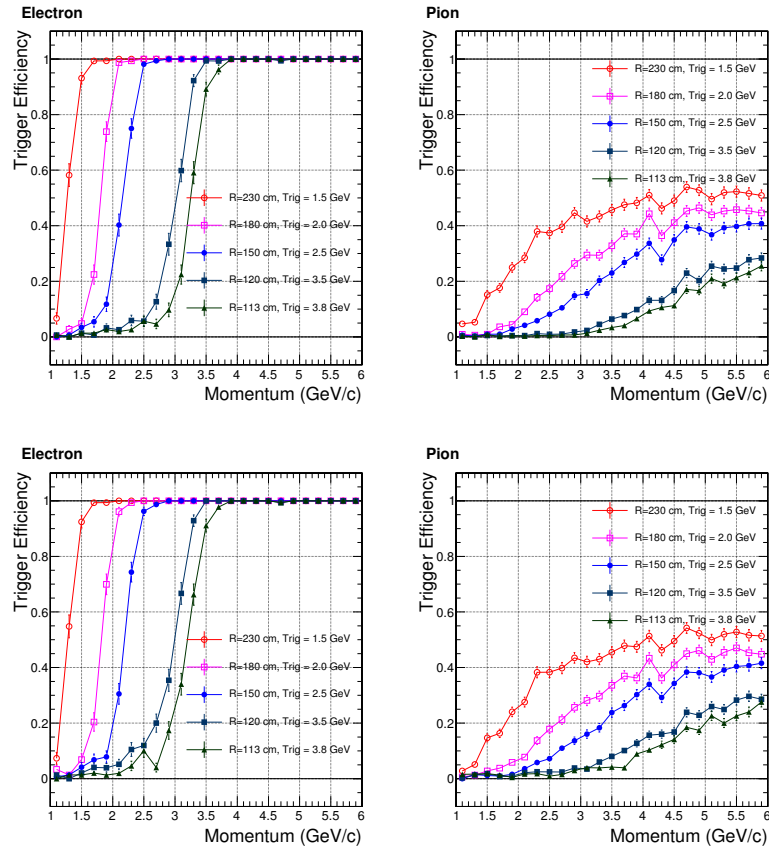 Electron
Trigger Efficiency
1
0.8
0.6
0.4
0.2
0
R=230 cm, Trig = 1.5 GeV
R=180 cm, Trig = 2.0 GeV
R=150 cm, Trig = 2.5 GeV
R=120 cm, Trig = 3.5 GeV
R=113 cm, Trig = 3.8 GeV
1 1.5 2 2.5 3 3.5 4 4.5 5 5.5 6
Momentum (GeV/c)
Pion
Trigger Efficiency
1
0.8
0.6
0.4
0.2
0
R=230 cm, Trig = 1.5 GeV
R=180 cm, Trig = 2.0 GeV
R=150 cm, Trig = 2.5 GeV
R=120 cm, Trig = 3.5 GeV
R=113 cm, Trig = 3.8 GeV
1 1.5 2 2.5 3 3.5 4 4.5 5 5.5 6
Momentum (GeV/c)
Electron
Trigger Efficiency
1
0.8
0.6
0.4
0.2
0
R=230 cm, Trig = 1.5 GeV
R=180 cm, Trig = 2.0 GeV
R=150 cm, Trig = 2.5 GeV
R=120 cm, Trig = 3.5 GeV
R=113 cm, Trig = 3.8 GeV
1 1.5 2 2.5 3 3.5 4 4.5 5 5.5 6
Momentum (GeV/c)
Pion
Trigger Efficiency
1
0.8
0.6
0.4
0.2
0
R=230 cm, Trig = 1.5 GeV
R=180 cm, Trig = 2.0 GeV
R=150 cm, Trig = 2.5 GeV
R=120 cm, Trig = 3.5 GeV
R=113 cm, Trig = 3.8 GeV
1 1.5 2 2.5 3 3.5 4 4.5 5 5.5 6
Momentum (GeV/c)